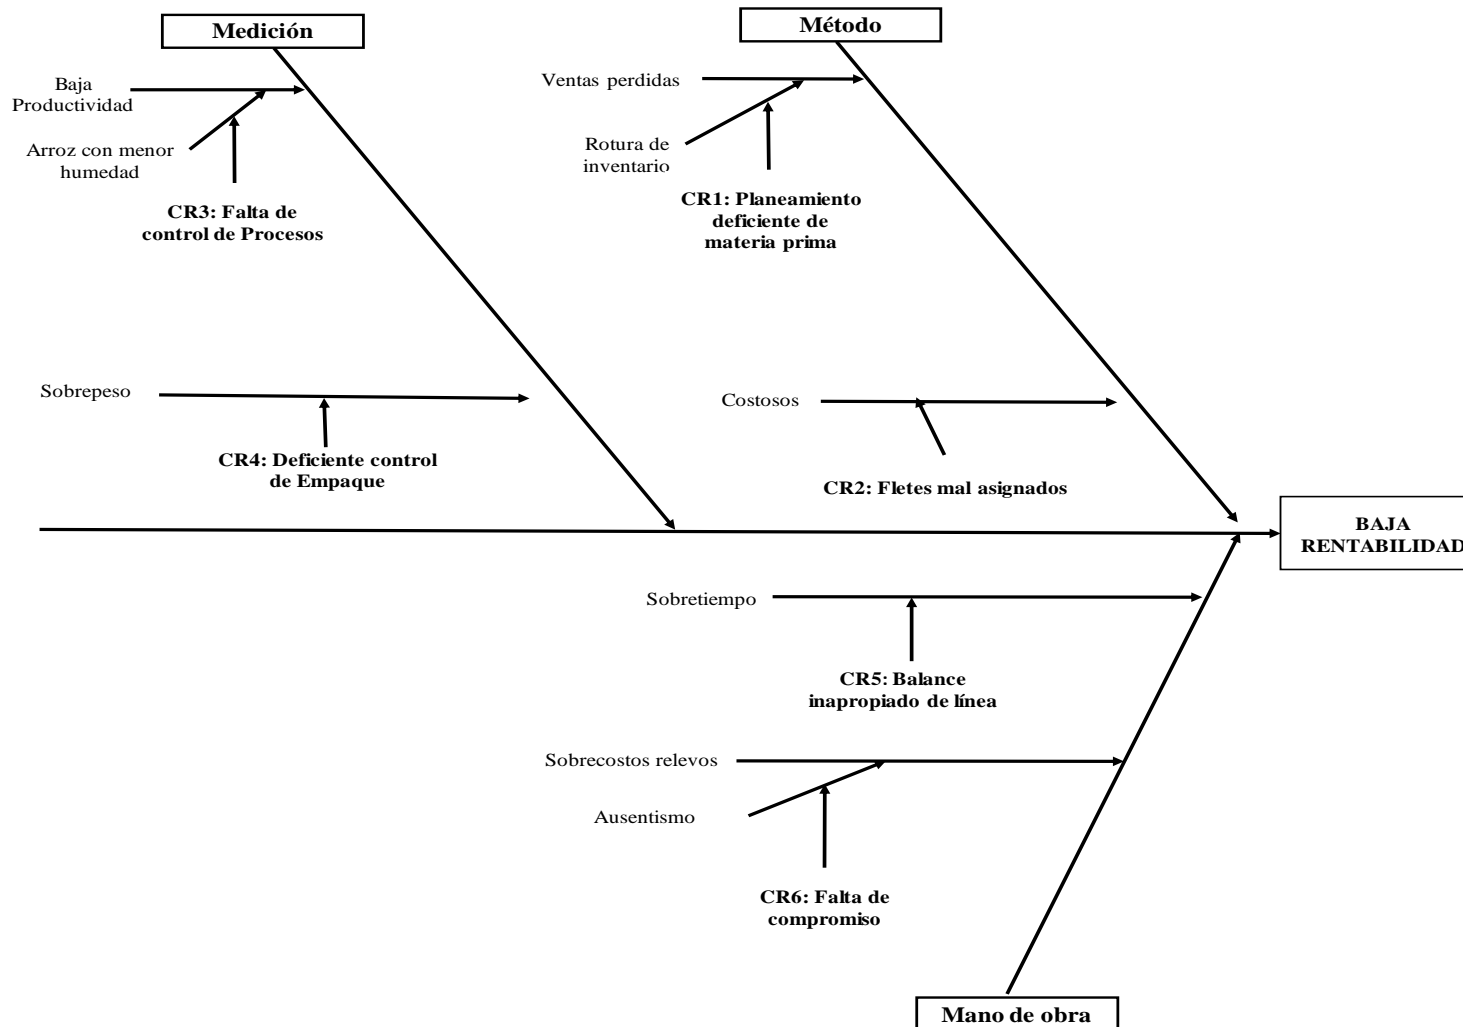 Medición
Método
Baja
Productividad
Arroz con menor
humedad
CR3: Falta de
control de Procesos
Ventas perdidas
Rotura de
inventario
CR1: Planeamiento
deficiente de
materia prima
Sobrepeso
CR4: Deficiente control
de Empaque
Costosos
CR2: Fletes mal asignados
BAJA
RENTABILIDAD
Sobretiempo
CR5: Balance
inapropiado de línea
Sobrecostos relevos
Ausentismo
CR6: Falta de
compromiso
Mano de obra